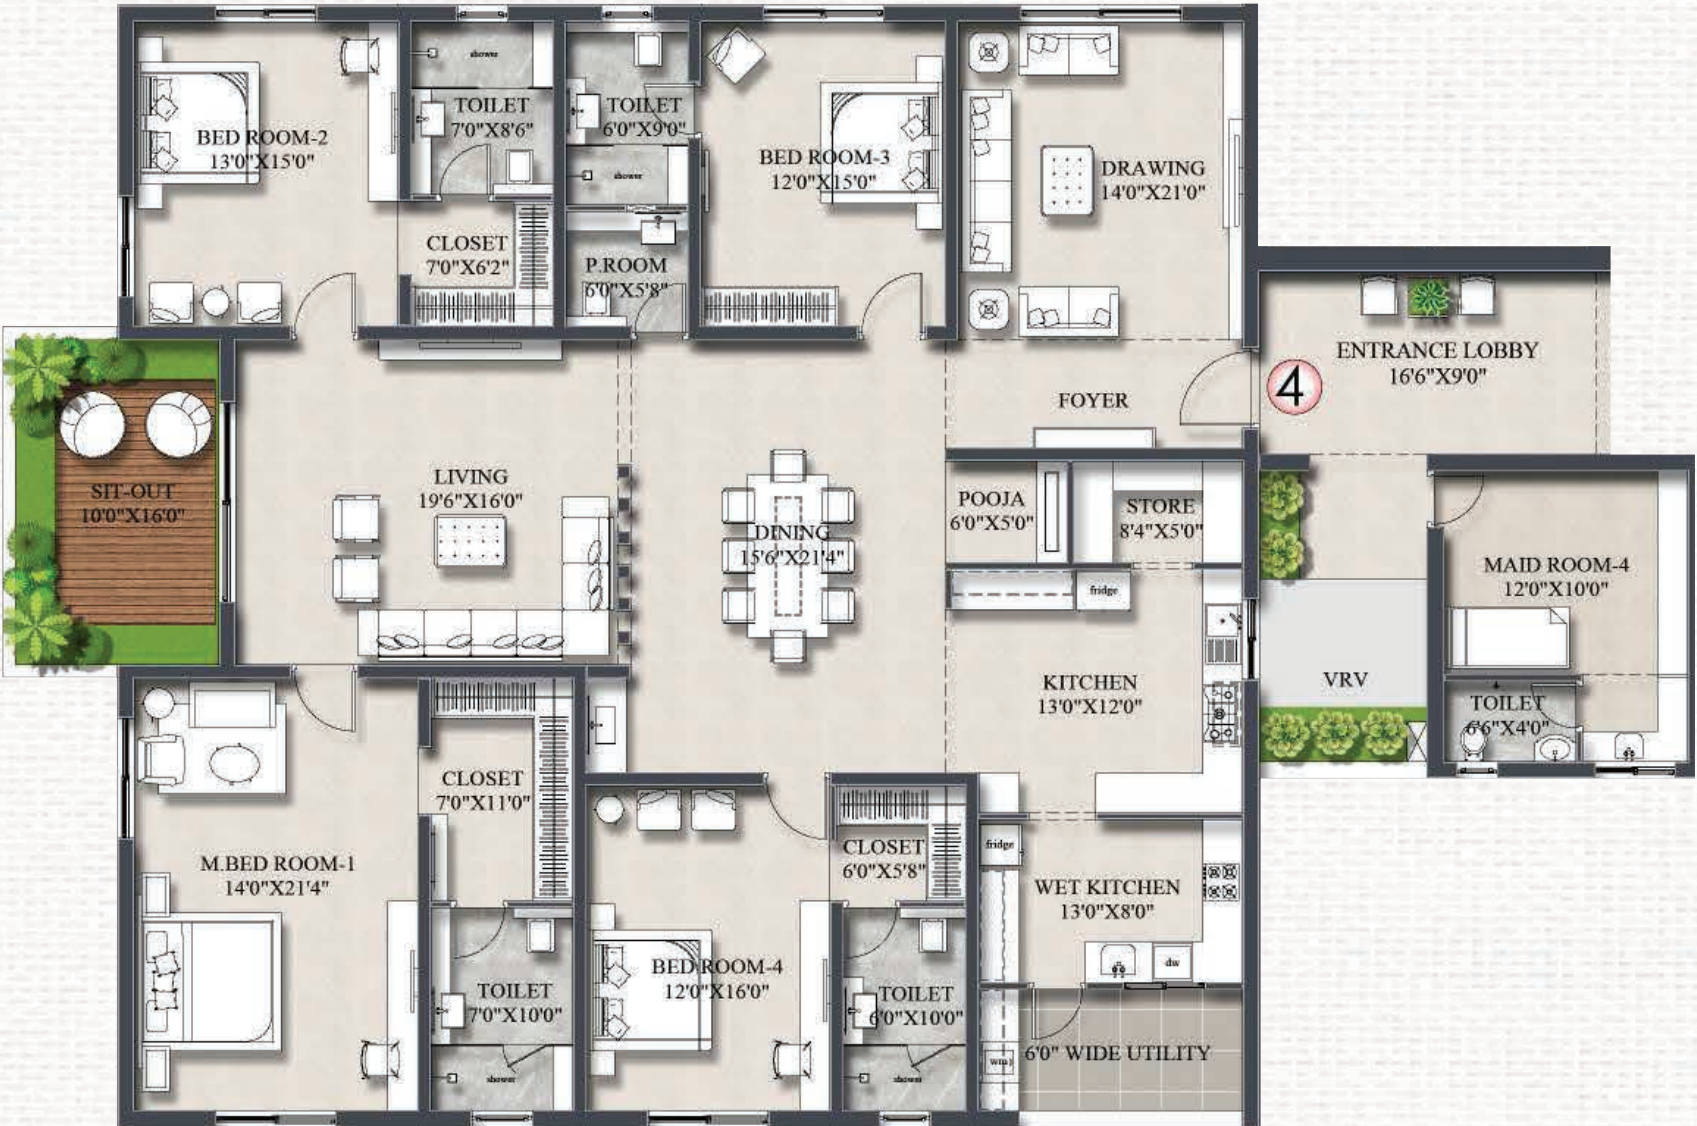 shower
TOILET
7'0"X8'6"
TOILET
6'0"X9'0"
shower
BED ROOM-2
13'0"X15'0"
BED ROOM-3
12'0"X15'0"
DRAWING
14'0"X21'0"
CLOSET
7'0"X6'2"
P.ROOM
6'0"X5'8"
ENTRANCE LOBBY
16'6"X9'0"
4
FOYER
SIT-OUT
10'0"X16'0"
LIVING
19'6"X16'0"
DINING
15'6"X21'4"
POOJA
6'0"X5'0"
STORE
8'4"X5'0"
fridge
MAID ROOM-4
12'0"X10'0"
KITCHEN
13'0"X12'0"
VRV
TOILET
6'6"X4'0"
CLOSET
7'0"X11'0"
M.BED ROOM-1
14'0"X21'4"
CLOSET
6'0"X5'8"
fridge
WET KITCHEN
13'0"X8'0"
dw
BED ROOM-4
12'0"X16'0"
TOILET
7'0"X10'0"
TOILET
6'0"X10'0"
6'0" WIDE UTILITY
wm
shower
shower